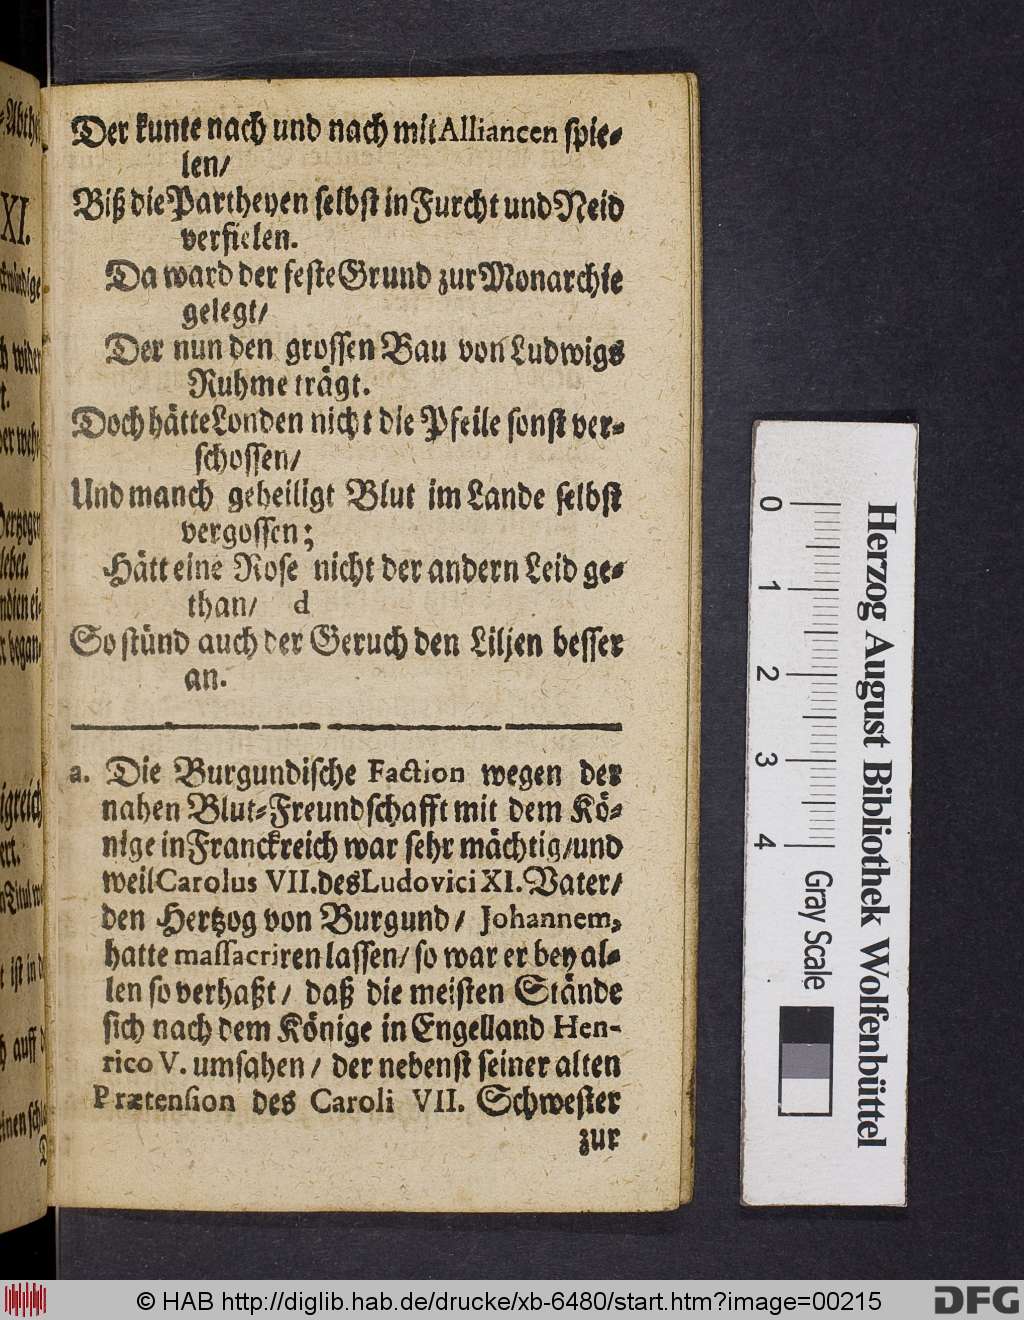 Der kunte nach und nach mit Alliancen spie-
len/
Biß die Partheyen selbst in Furcht und Neid
verfielen.
Da ward der feste Grund zur Monarchie
gelegt/
Der nun den grossen Bau von Ludwigs
Ruhme trägt.
Doch hätte Londen nicht die Pfeile sonst ver-
schossen/
Und manch geheiligt Blut im Lande selbst
vergossen;
Hätt eine Rose nicht der andern Leid ge-
than/ d
So stünd auch der Geruch den Liljen besser
an.
a. Die Burgundische Faction wegen der
nahen Blut-Freundschafft mit dem Kö-
nige in Franckreich war sehr mächtig/und
weil Carolus VII. des Ludovici XI. Vater/
den Hertzog von Burgund/ Johannem,
hatte massacriren lassen/ so war er bey al-
len so verhaßt/ daß die meisten Stände
sich nach dem Könige in Engelland Hen-
rico V. umsahen/ der nebenst seiner alten
Prætension des Caroli VII. Schwester
zur
XI.
Herzog August Bibliothek Wolfenbüttel
0 1 2 3 4 Gray Scale
© HAB http://diglib.hab.de/drucke/xb-6480/start.htm?image=00215
DFG